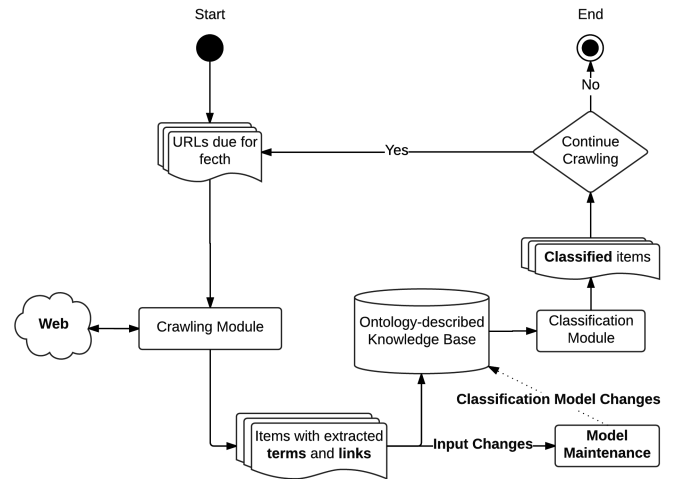 Start
End
No
URLs due for
fecth
Yes
Continue
Crawling
Classified items
Web
Crawling Module
Ontology-described
Knowledge Base
Classification
Module
Classification Model Changes
Items with extracted
terms and links
Input Changes
Model
Maintenance